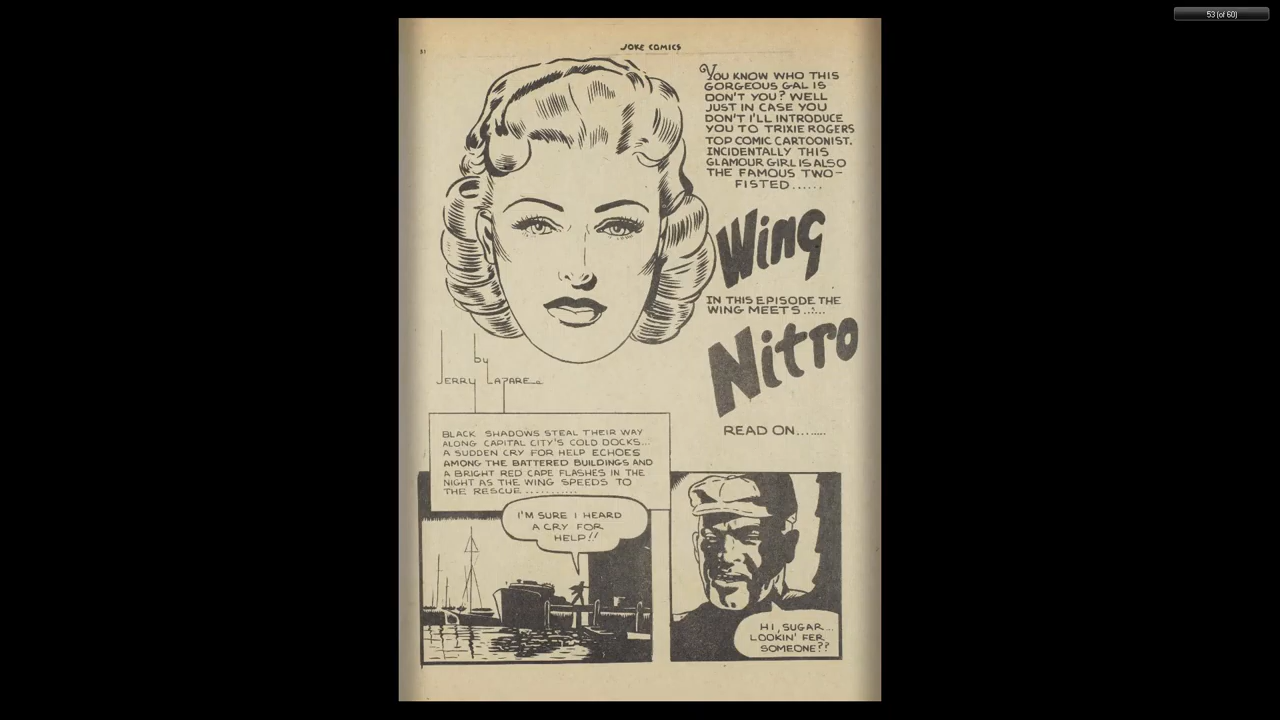 53 (of 60)
31
JOKE COMICS
YOU KNOW WHO THIS
GORGEOUS GAL IS
DON'T YOU? WELL
JUST IN CASE YOU
DON'T I'LL INTRODUCE
YOU TO TRIXIE ROGERS
TOP COMIC CARTOONIST.
INCIDENTALLY THIS
GLAMOUR GIRL IS ALSO
THE FAMOUS TWO-
FISTED......
Wing
IN THIS EPISODE THE
WING MEETS......
Nitro
READ ON.......
by
JERRY LAZARE
BLACK SHADOWS STEAL THEIR WAY
ALONG CAPITAL CITY'S COLD DOCKS...
A SUDDEN CRY FOR HELP ECHOES
AMONG THE BATTERED BUILDINGS AND
A BRIGHT RED CAPE FLASHES IN THE
NIGHT AS THE WING SPEEDS TO
THE RESCUE...........
I'M SURE I HEARD
A CRY FOR
HELP!!
HI, SUGAR...
LOOKIN' FER
SOMEONE??